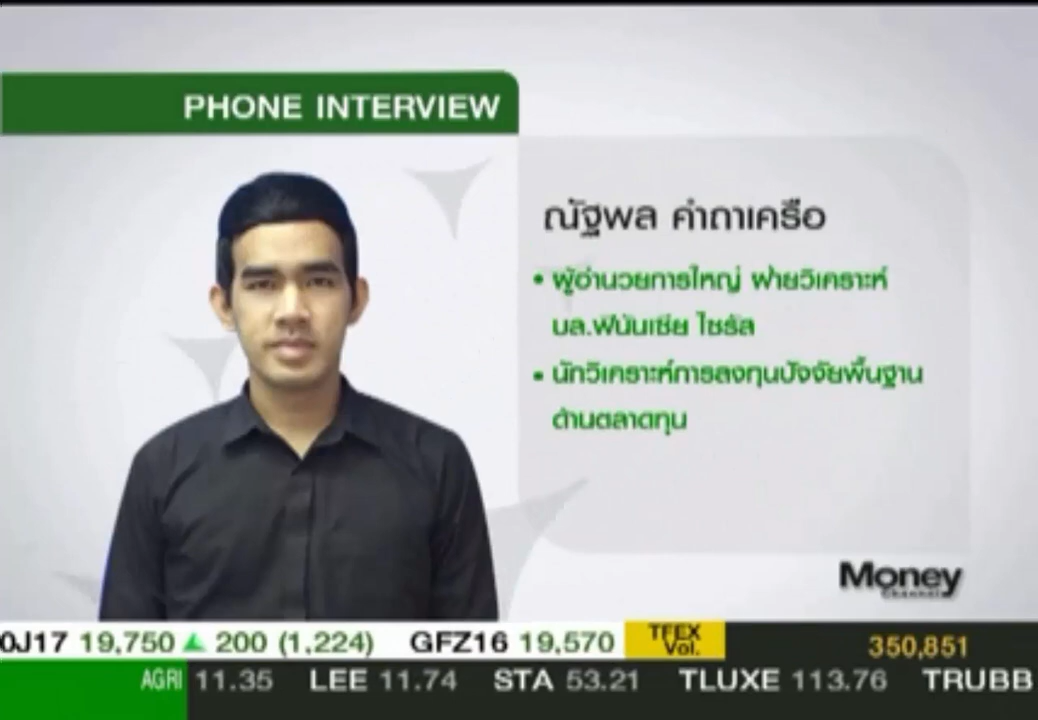 PHONE INTERVIEW
ณัฐพล คำถาเครือ
• ผู้อำนวยการใหญ่ ฝ่ายวิเคราะห์
บล.ฟินันเซีย ไซรัส
• นักวิเคราะห์การลงทุนปัจจัยพื้นฐาน
ด้านตลาดทุน
Money
Channel
0J17 19,750 ▲ 200 (1,224) GFZ16 19,570 TFEX Vol. 350,851
AGRI 11.35 LEE 11.74 STA 53.21 TLUXE 113.76 TRUBB